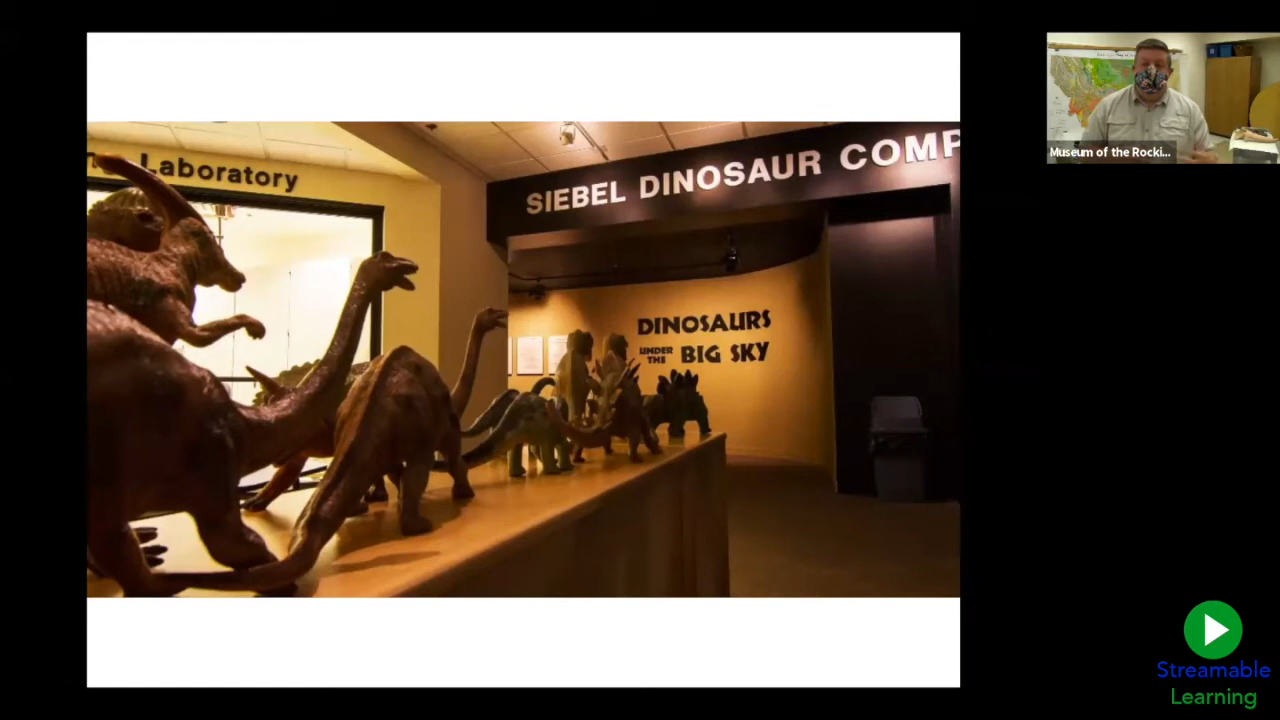 Laboratory
SIEBEL DINOSAUR COMP
DINOSAURS
UNDER THE BIG SKY
Museum of the Rocki...
Streamable
Learning